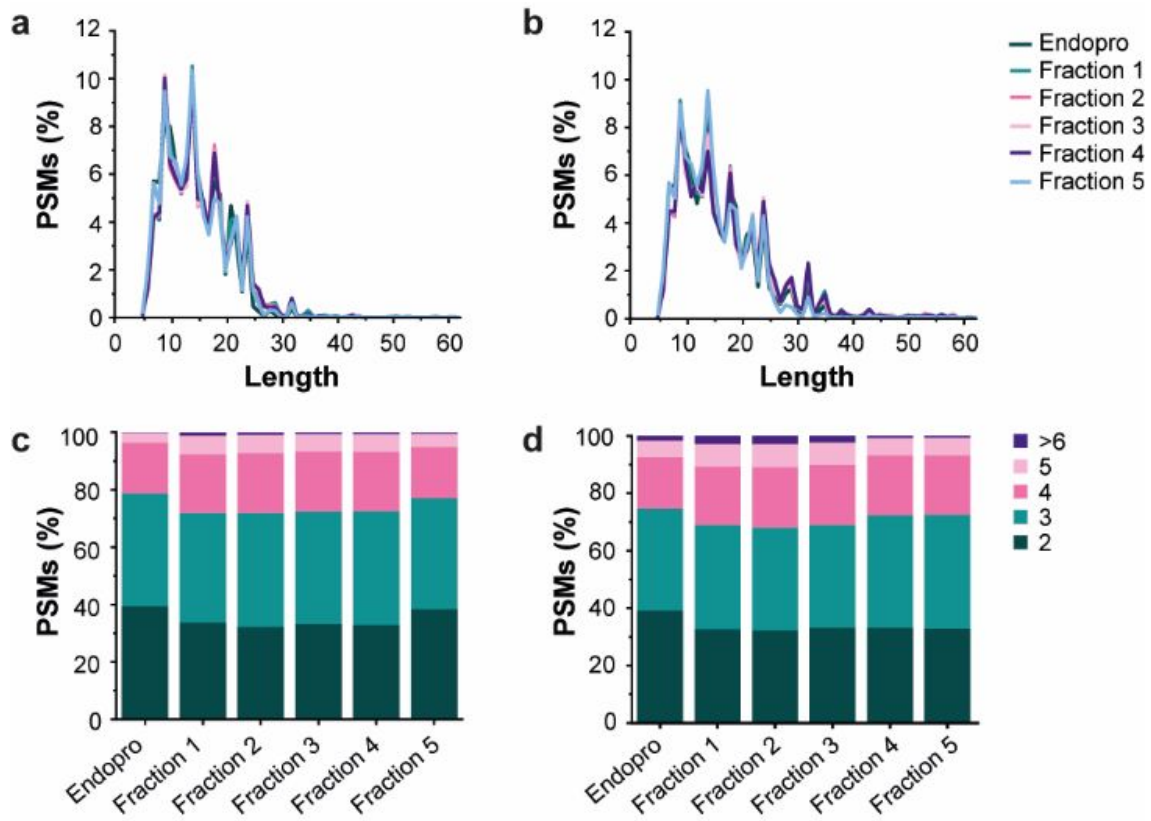 a
12
10
8
6
4
2
0
PSMs (%)
0 10 20 30 40 50 60
Length
b
12
10
8
6
4
2
0
PSMs (%)
0 10 20 30 40 50 60
Length
Endopro
Fraction 1
Fraction 2
Fraction 3
Fraction 4
Fraction 5
c
100
80
60
40
20
0
PSMs (%)
Endopro
Fraction 1
Fraction 2
Fraction 3
Fraction 4
Fraction 5
d
100
80
60
40
20
0
PSMs (%)
Endopro
Fraction 1
Fraction 2
Fraction 3
Fraction 4
Fraction 5
>6
5
4
3
2